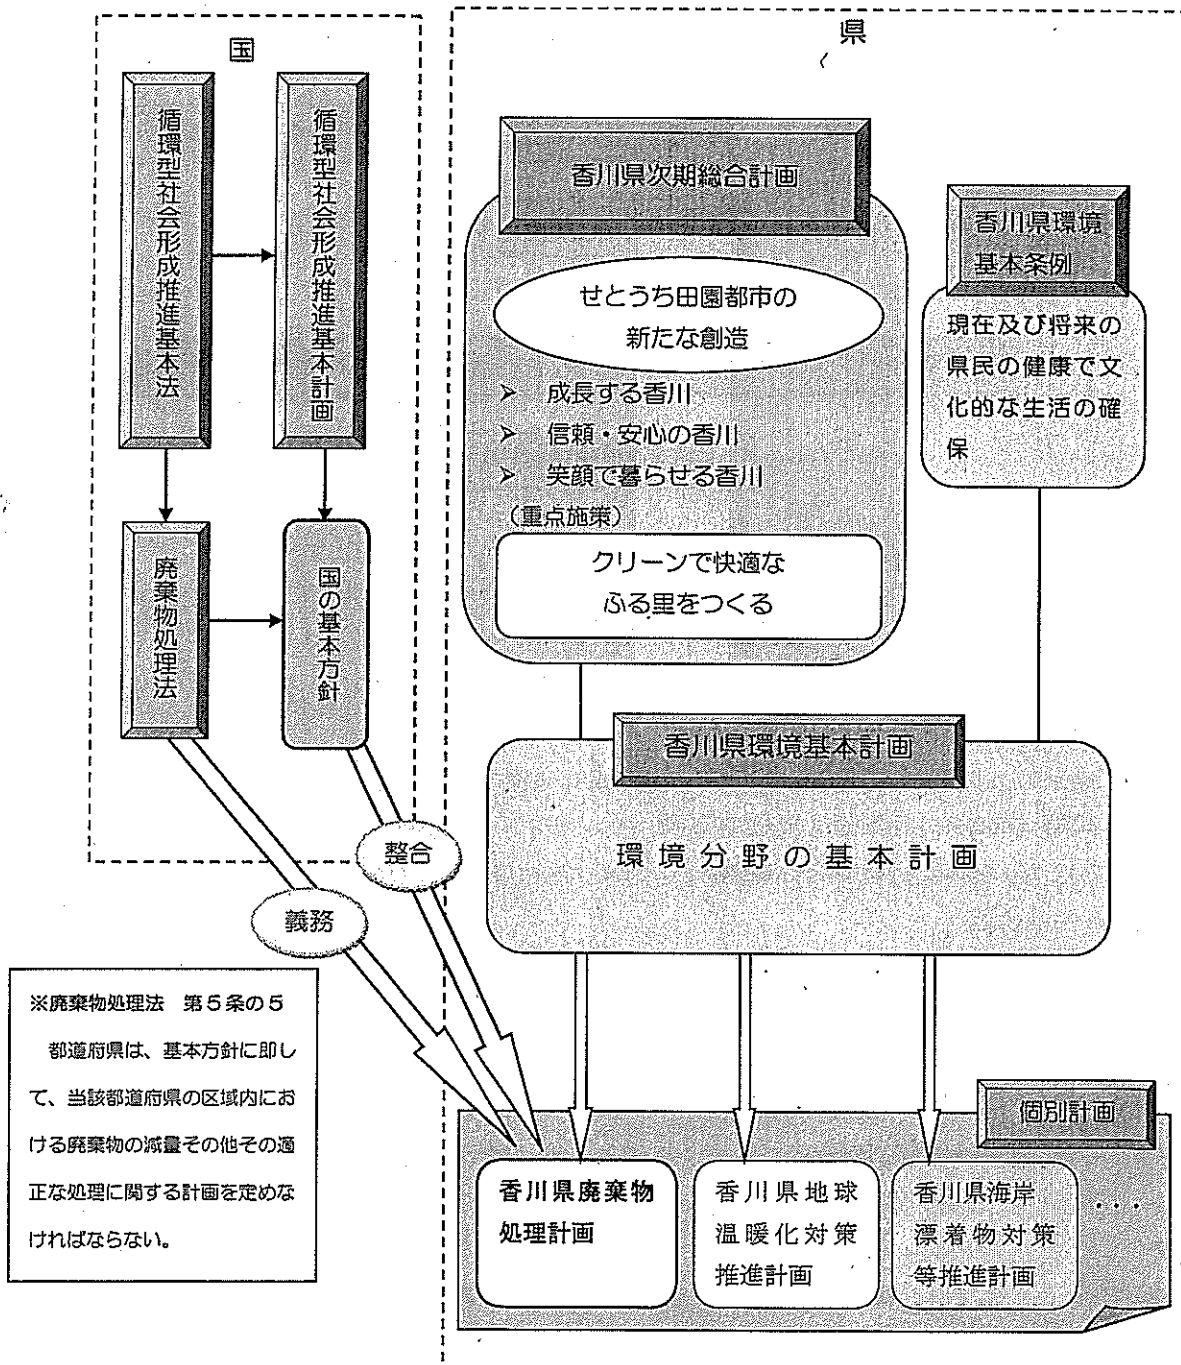 国
循環型社会形成推進基本法
循環型社会形成推進基本計画
廃棄物処理法
国の基本方針
整合
義務
※廃棄物処理法　第5条の5
都道府県は、基本方針に即し
て、当該都道府県の区域内にお
ける廃棄物の減量その他その適
正な処理に関する計画を定めな
ければならない。
県
香川県次期総合計画
せとうち田園都市の
新たな創造
➢ 成長する香川
➢ 信頼・安心の香川
➢ 笑顔で暮らせる香川
（重点施策）
クリーンで快適な
ふる里をつくる
香川県環境
基本条例
現在及び将来の
県民の健康で文
化的な生活の確
保
香川県環境基本計画
環境分野の基本計画
個別計画
香川県廃棄物
処理計画
香川県地球
温暖化対策
推進計画
香川県海岸
漂着物対策
等推進計画
・・・